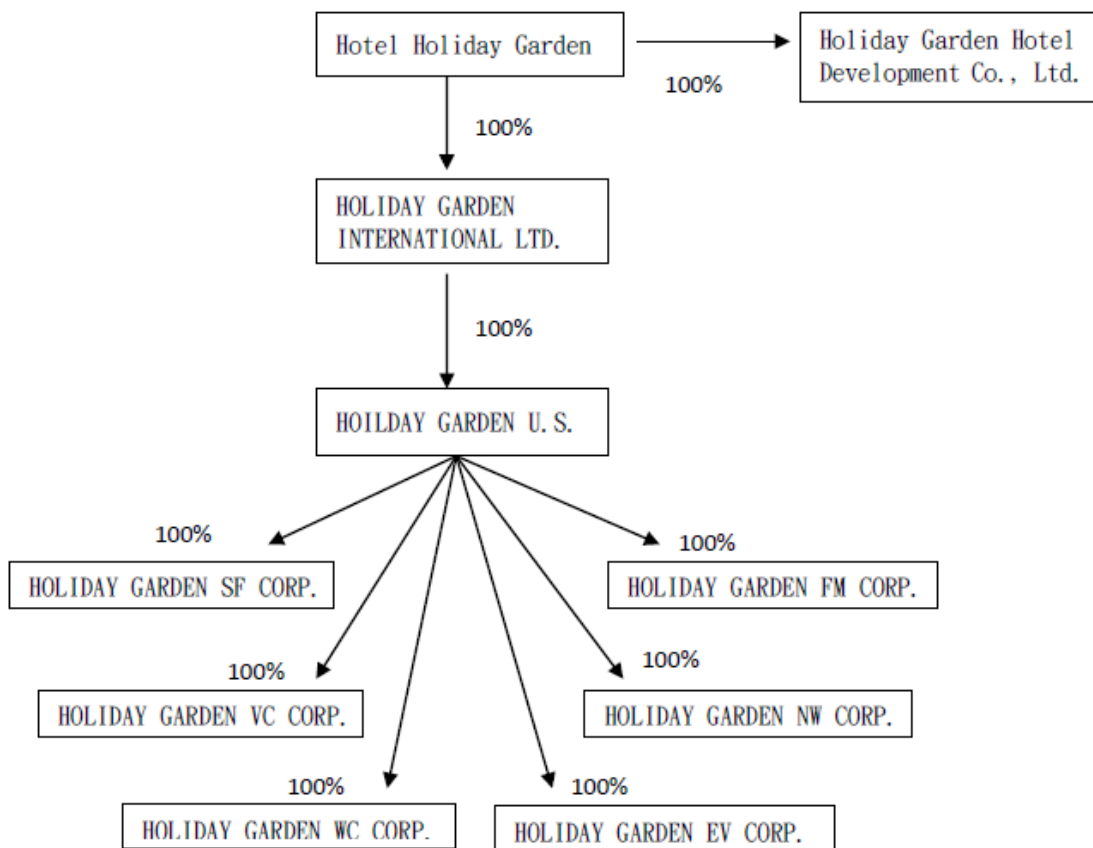 Hotel Holiday Garden
Holiday Garden Hotel
Development Co., Ltd.
100%
100%
HOLIDAY GARDEN
INTERNATIONAL LTD.
100%
HOILDAY GARDEN U.S.
100%
100%
HOLIDAY GARDEN SF CORP.
HOLIDAY GARDEN FM CORP.
100%
100%
HOLIDAY GARDEN VC CORP.
HOLIDAY GARDEN NW CORP.
100%
100%
HOLIDAY GARDEN WC CORP.
HOLIDAY GARDEN EV CORP.